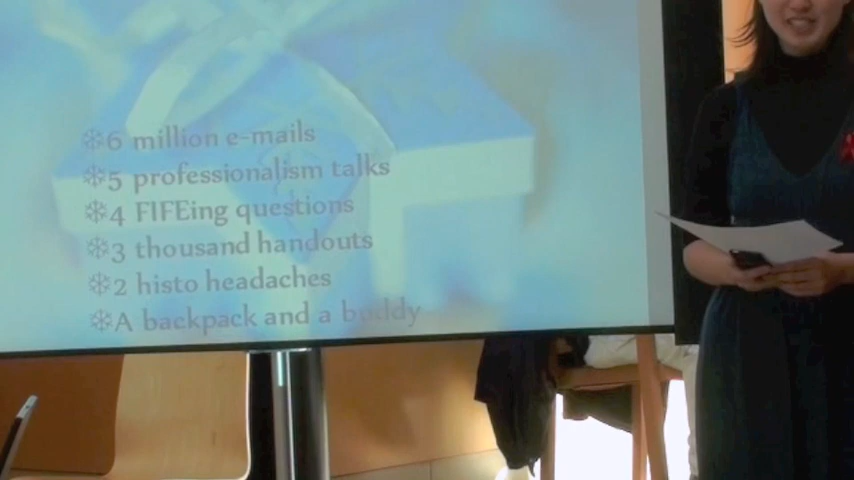 ❄6 million e-mails
❄5 professionalism talks
❄4 FIFEing questions
❄3 thousand handouts
❄2 histo headaches
❄A backpack and a buddy